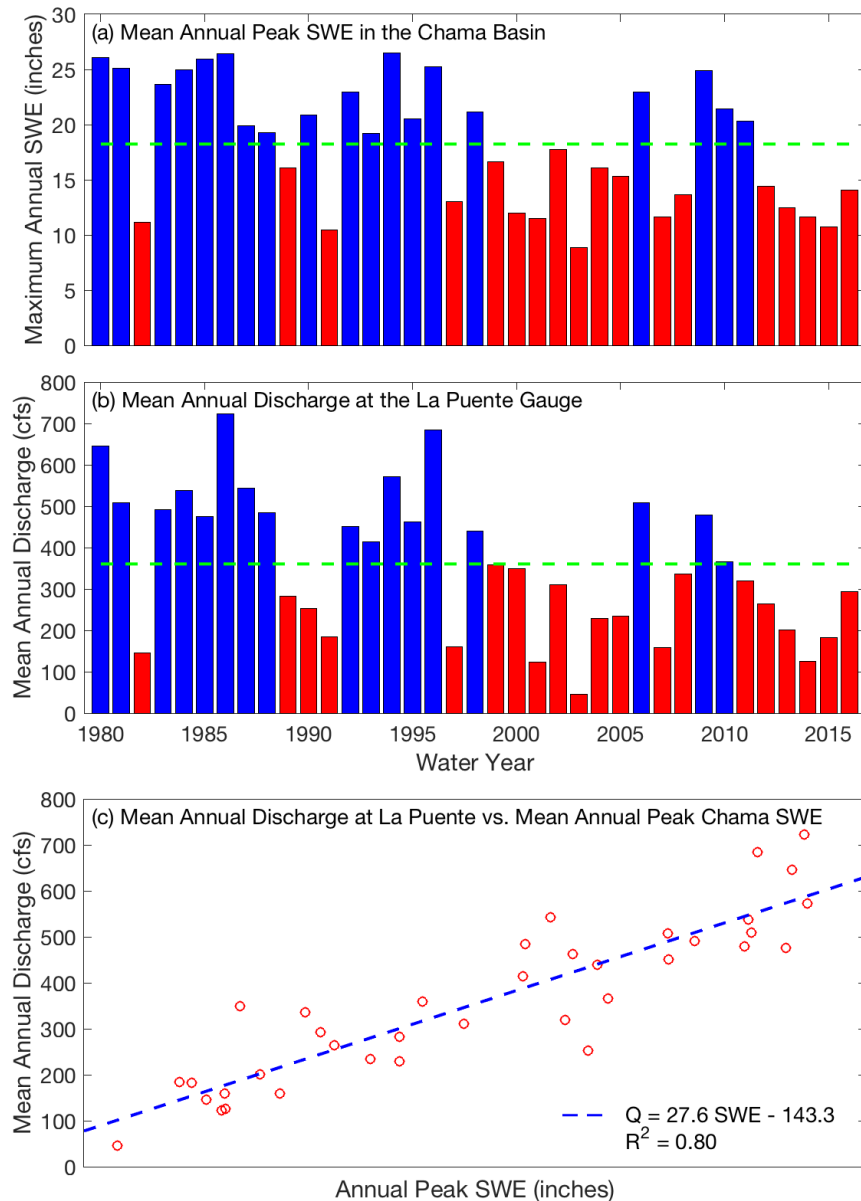 (a) Mean Annual Peak SWE in the Chama Basin
Maximum Annual SWE (inches)
30
25
20
15
10
5
0
(b) Mean Annual Discharge at the La Puente Gauge
Mean Annual Discharge (cfs)
800
700
600
500
400
300
200
100
0
1980 1985 1990 1995 2000 2005 2010 2015
Water Year
(c) Mean Annual Discharge at La Puente vs. Mean Annual Peak Chama SWE
Mean Annual Discharge (cfs)
800
700
600
500
400
300
200
100
0
Q = 27.6 SWE - 143.3
R² = 0.80
Annual Peak SWE (inches)